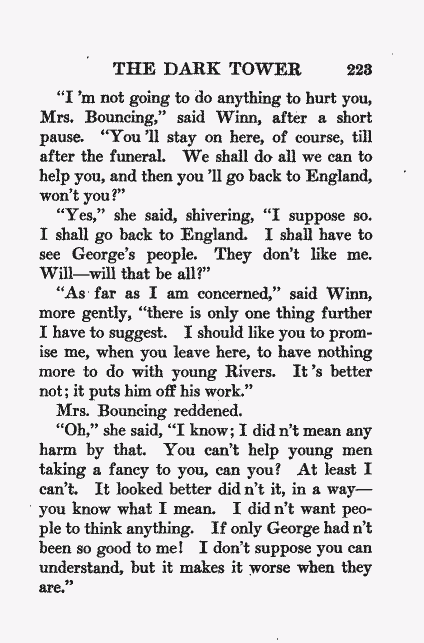 THE DARK TOWER 223
“I ’m not going to do anything to hurt you,
Mrs. Bouncing,” said Winn, after a short
pause. “You ’ll stay on here, of course, till
after the funeral. We shall do all we can to
help you, and then you ’ll go back to England,
won’t you?”
“Yes,” she said, shivering, “I suppose so.
I shall go back to England. I shall have to
see George’s people. They don’t like me.
Will—will that be all?”
“As far as I am concerned,” said Winn,
more gently, “there is only one thing further
I have to suggest. I should like you to prom-
ise me, when you leave here, to have nothing
more to do with young Rivers. It ’s better
not; it puts him off his work.”
Mrs. Bouncing reddened.
“Oh,” she said, “I know; I did n’t mean any
harm by that. You can’t help young men
taking a fancy to you, can you? At least I
can’t. It looked better did n’t it, in a way—
you know what I mean. I did n’t want peo-
ple to think anything. If only George had n’t
been so good to me! I don’t suppose you can
understand, but it makes it worse when they
are.”